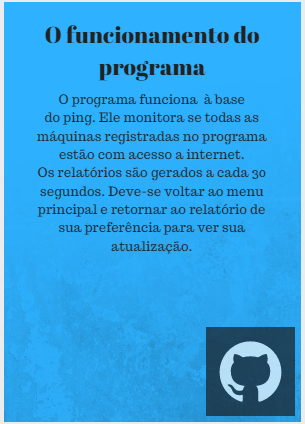 O funcionamento do
programa
O programa funciona à base
do ping. Ele monitora se todas as
máquinas registradas no programa
estão com acesso a internet.
Os relatórios são gerados a cada 30
segundos. Deve-se voltar ao menu
principal e retornar ao relatório de
sua preferência para ver sua
atualização.